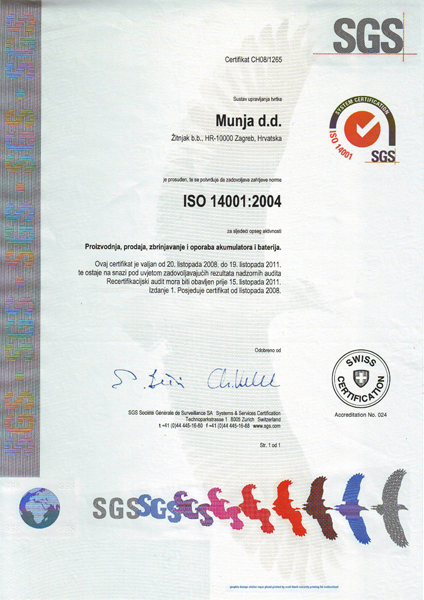 SGS
Certifikat CH08/1265
Sustav upravljanja tvrtke
Munja d.d.
Žitnjak b.b., HR-10000 Zagreb, Hrvatska
SYSTEM CERTIFICATION
ISO 14001
SGS
je prosuđen, te se potvrđuje da zadovoljava zahtjeve norme
ISO 14001:2004
za sljedeći opseg aktivnosti
Proizvodnja, prodaja, zbrinjavanje i oporaba akumulatora i baterija.
Ovaj certifikat je valjan od 20. listopada 2008. do 19. listopada 2011.
te ostaje na snazi pod uvjetom zadovoljavajućih rezultata nadzornih audita
Recertifikacijski audit mora biti obavljen prije 15. listopada 2011.
Izdanje 1. Posjeduje certifikat od listopada 2008.
Odobreno od
SWISS
CERTIFICATION
Accreditation No. 024
SGS Société Générale de Surveillance SA Systems & Services Certification
Technoparkstrasse 1 8005 Zurich Switzerland
t +41 (0)44 445-16-80 f +41 (0)44 445-16-88 www.sgs.com
Str. 1 od 1
SGSSGSSGS